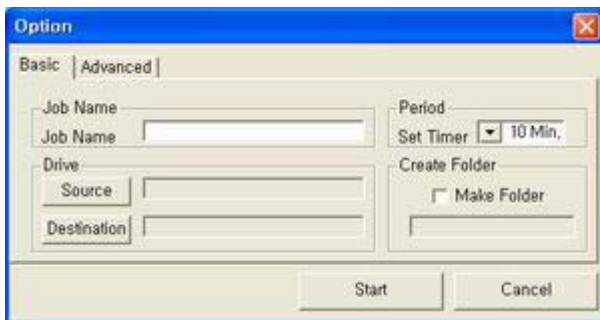 Option
Basic Advanced
Job Name
Job Name
Period
Set Timer 10 Min,
Drive
Source
Destination
Create Folder
Make Folder
Start Cancel